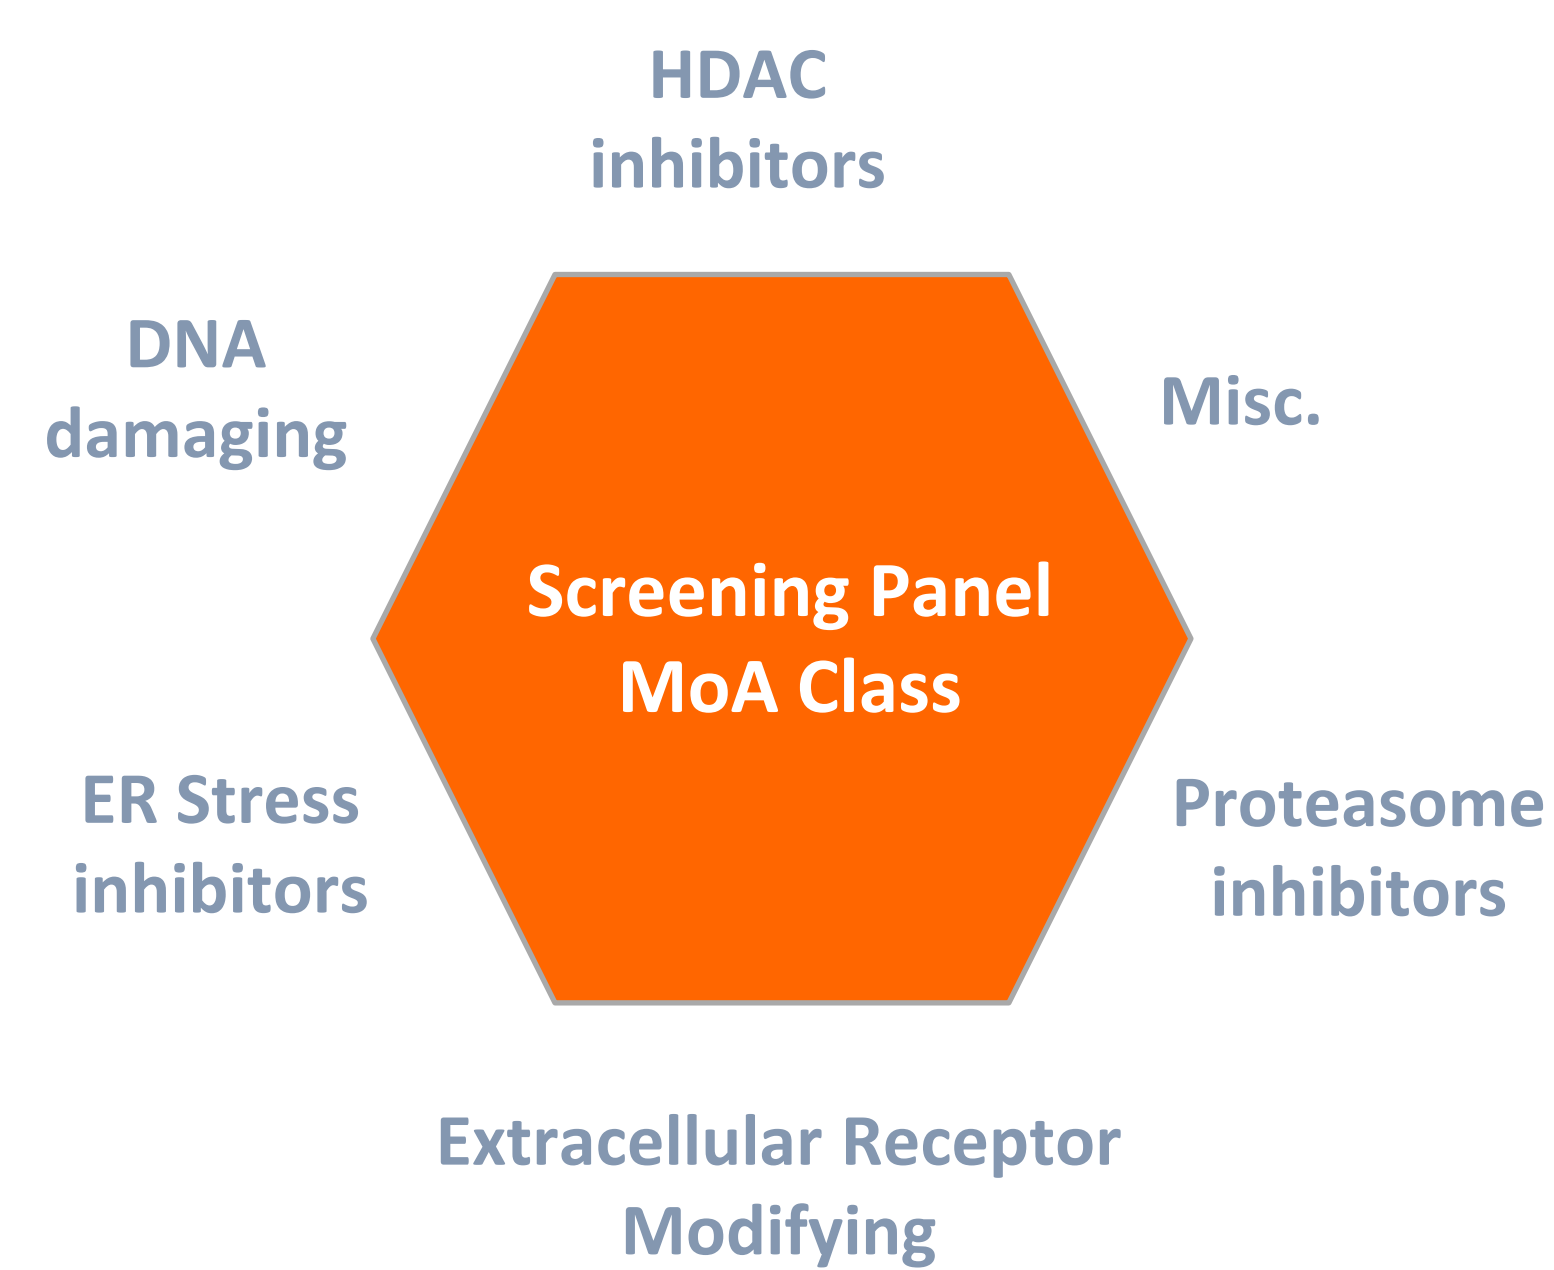 HDAC
inhibitors
DNA
damaging
Misc.
Screening Panel
MoA Class
ER Stress
inhibitors
Proteasome
inhibitors
Extracellular Receptor
Modifying